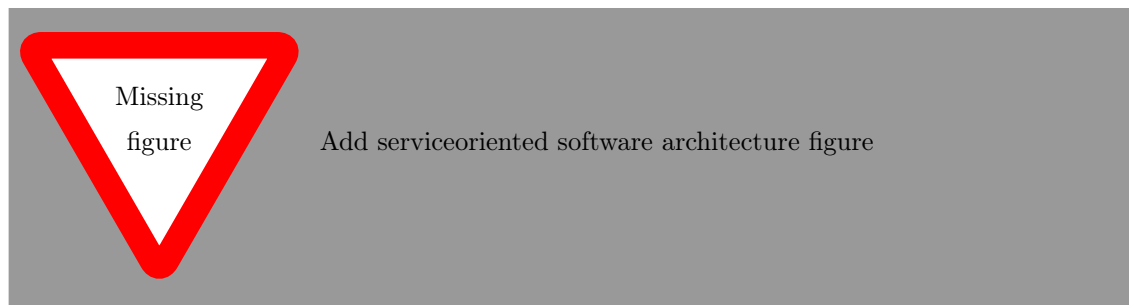 Missing
figure
Add serviceoriented software architecture figure